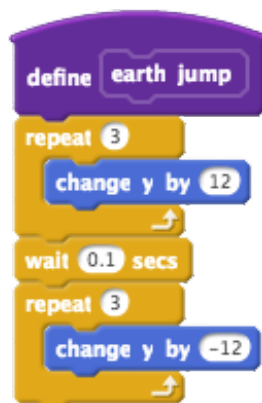 define earth jump
repeat 3
change y by 12
wait 0.1 secs
repeat 3
change y by -12